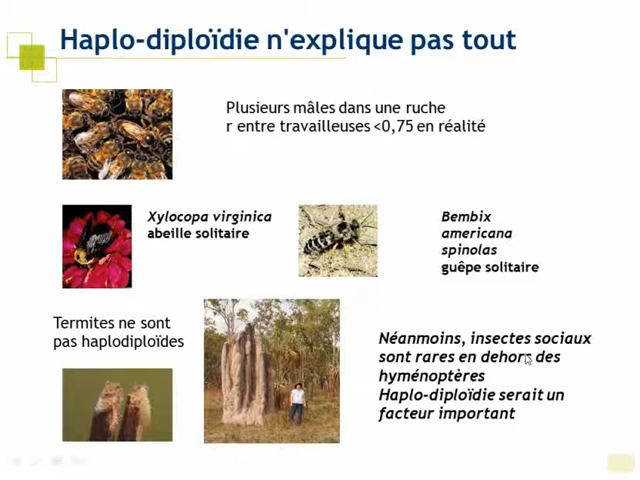 Haplo-diploïdie n'explique pas tout
Plusieurs mâles dans une ruche
r entre travailleuses <0,75 en réalité
Xylocopa virginica
abeille solitaire
Bembix
americana
spinolas
guêpe solitaire
Termites ne sont
pas haplodiploïdes
Néanmoins, insectes sociaux
sont rares en dehors des
hyménoptères
Haplo-diploïdie serait un
facteur important